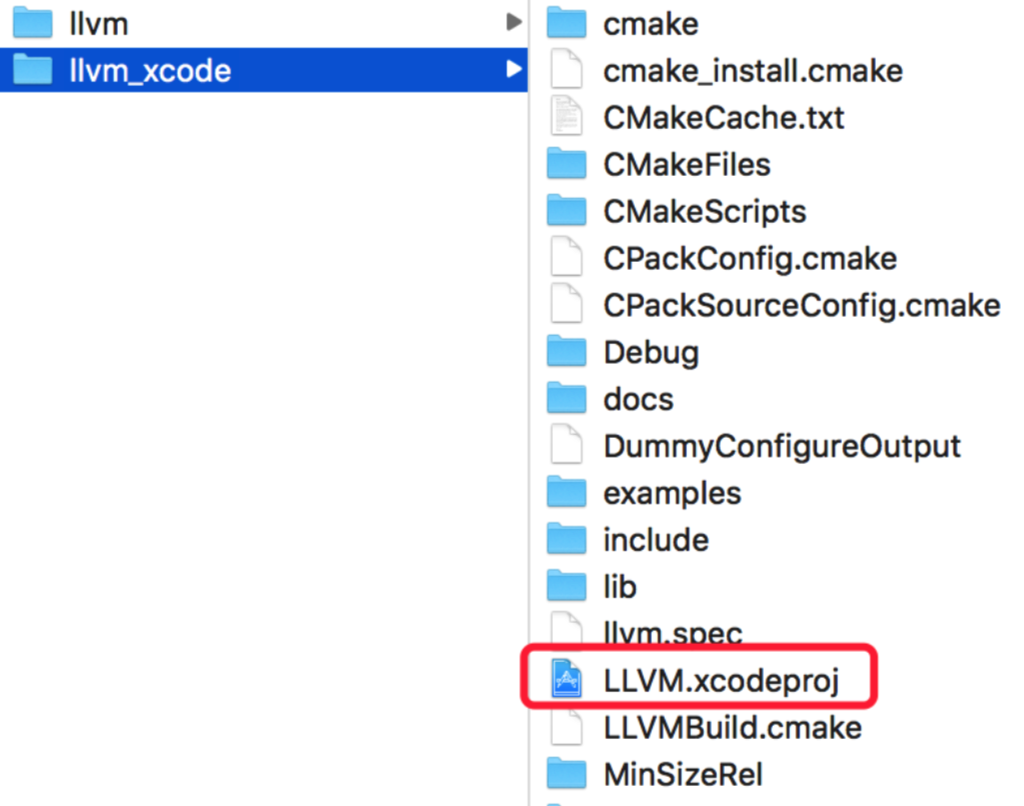 llvm
llvm_xcode
cmake
cmake_install.cmake
CMakeCache.txt
CMakeFiles
CMakeScripts
CPackConfig.cmake
CPackSourceConfig.cmake
Debug
docs
DummyConfigureOutput
examples
include
lib
llvm.spec
LLVM.xcodeproj
LLVMBuild.cmake
MinSizeRel